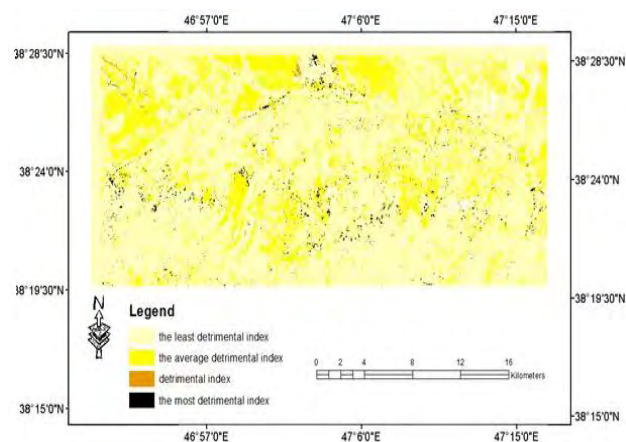 46°57'0"E 47°6'0"E 47°15'0"E
38°28'30"N 38°28'30"N
38°24'0"N 38°24'0"N
38°19'30"N 38°19'30"N
N
Legend
the least detrimental index
the average detrimental index
detrimental index
the most detrimental index
0 2 4 8 12 16
Kilometers
38°15'0"N 38°15'0"N
46°57'0"E 47°6'0"E 47°15'0"E